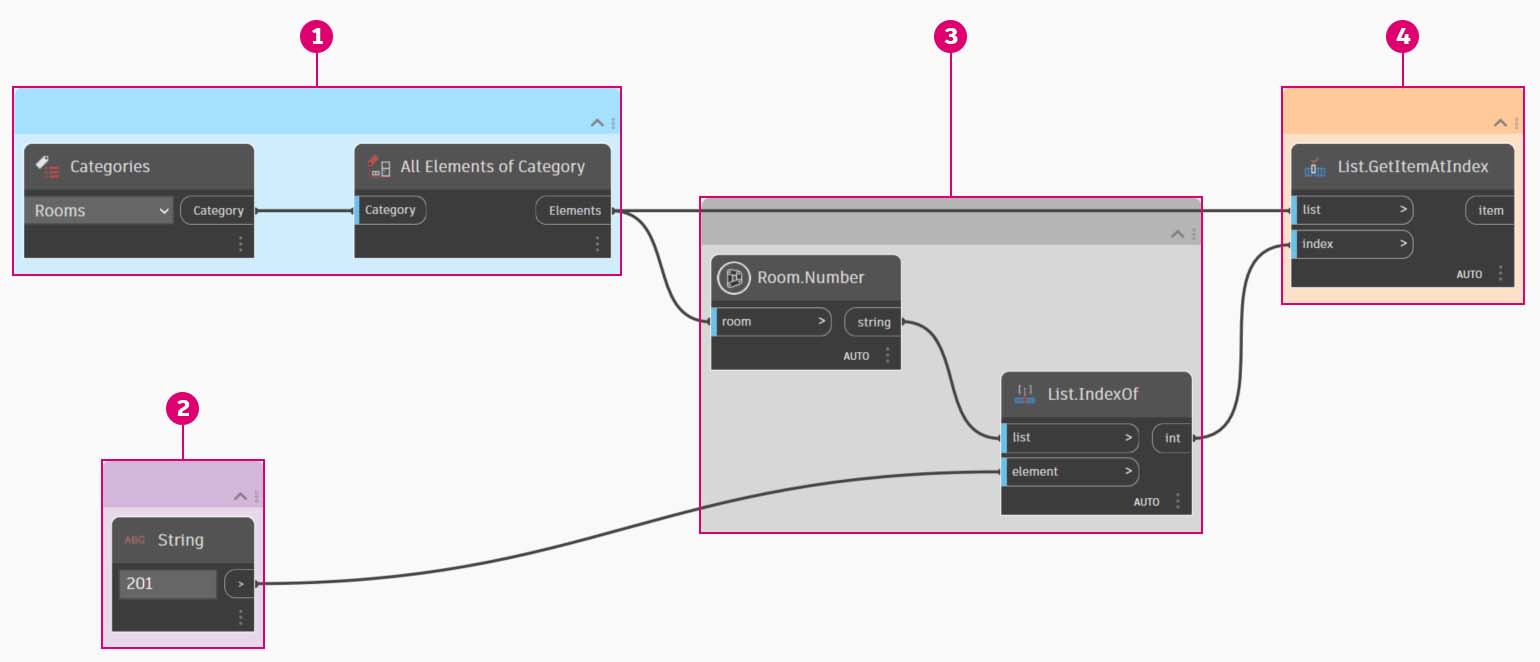 1
3
4
Categories
Rooms
Category
All Elements of Category
Category
Elements
Room.Number
room >
string
AUTO
List.IndexOf
list >
int
element >
AUTO
List.GetItemAtIndex
list >
item
index >
AUTO
2
ABC String
201
>